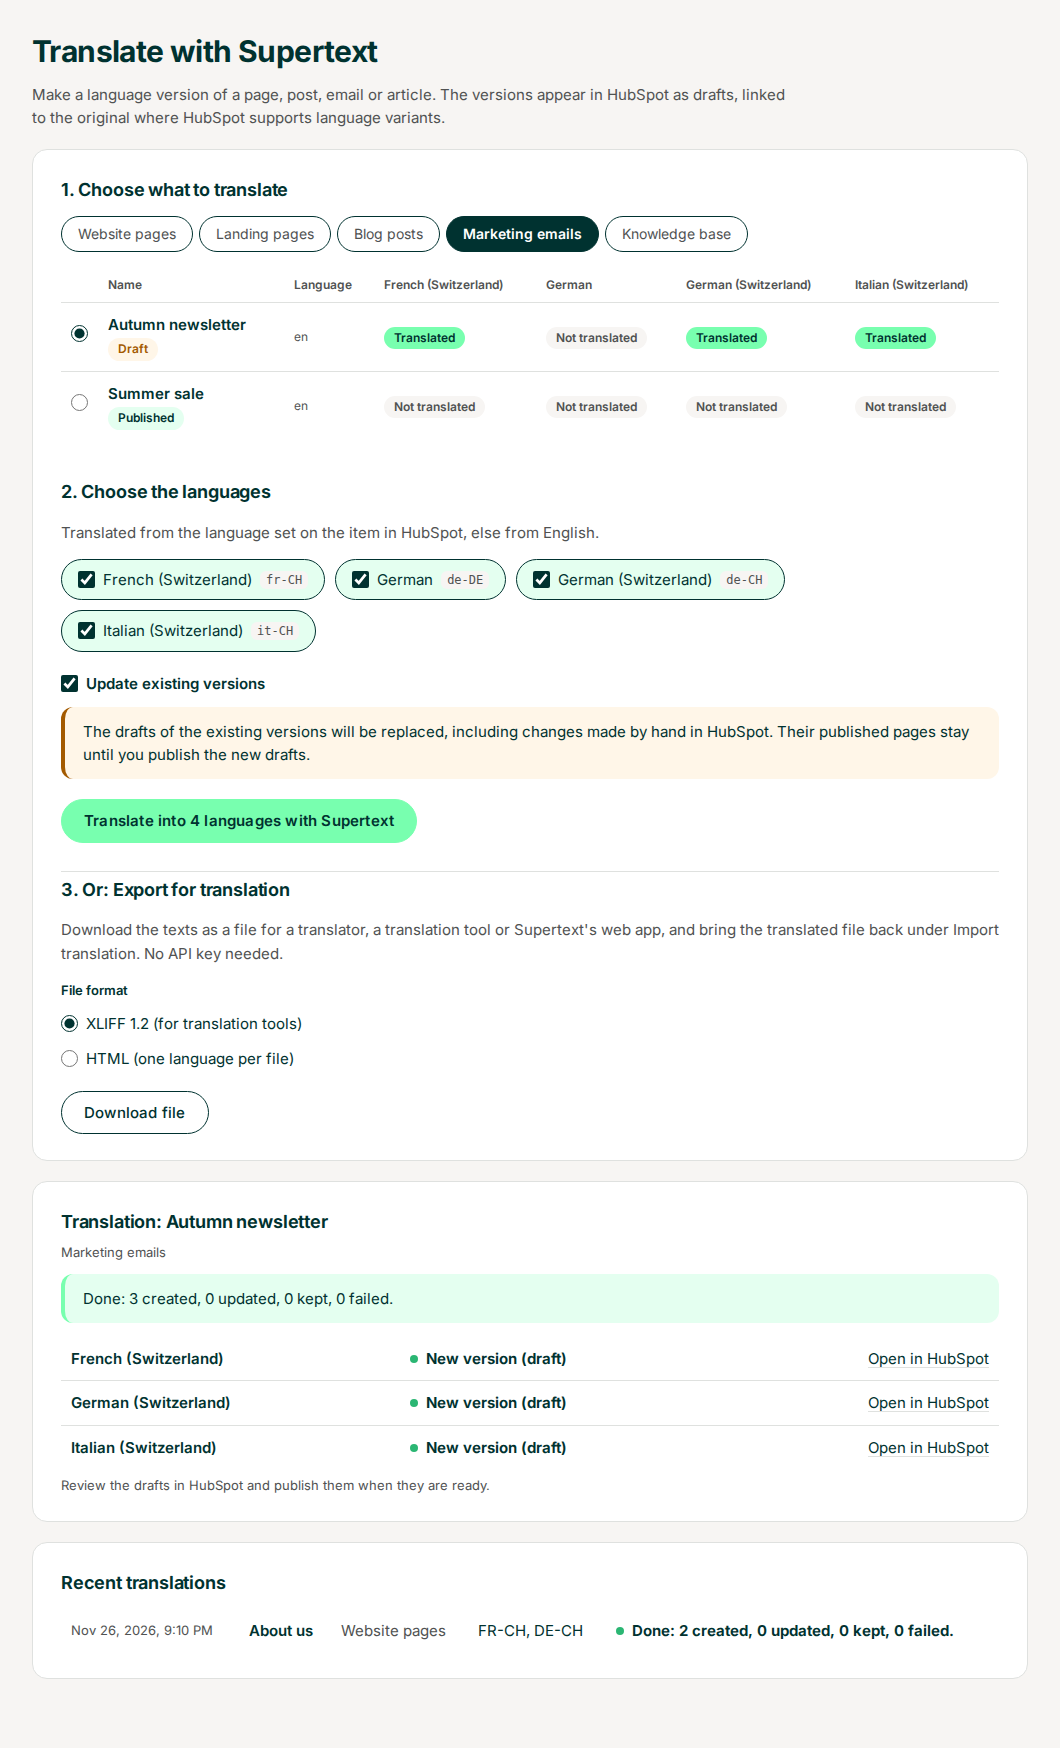 Translate with Supertext
Make a language version of a page, post, email or article. The versions appear in HubSpot as drafts, linked
to the original where HubSpot supports language variants.
1. Choose what to translate
Website pages Landing pages Blog posts Marketing emails Knowledge base
Name Language French (Switzerland) German German (Switzerland) Italian (Switzerland)
Autumn newsletter
Draft
en Translated Not translated Translated Translated
Summer sale
Published
en Not translated Not translated Not translated Not translated
2. Choose the languages
Translated from the language set on the item in HubSpot, else from English.
French (Switzerland) fr-CH German de-DE German (Switzerland) de-CH
Italian (Switzerland) it-CH
Update existing versions
The drafts of the existing versions will be replaced, including changes made by hand in HubSpot. Their published pages stay
until you publish the new drafts.
Translate into 4 languages with Supertext
3. Or: Export for translation
Download the texts as a file for a translator, a translation tool or Supertext's web app, and bring the translated file back under Import
translation. No API key needed.
File format
XLIFF 1.2 (for translation tools)
HTML (one language per file)
Download file
Translation: Autumn newsletter
Marketing emails
Done: 3 created, 0 updated, 0 kept, 0 failed.
French (Switzerland) New version (draft) Open in HubSpot
German (Switzerland) New version (draft) Open in HubSpot
Italian (Switzerland) New version (draft) Open in HubSpot
Review the drafts in HubSpot and publish them when they are ready.
Recent translations
Nov 26, 2026, 9:10 PM About us Website pages FR-CH, DE-CH Done: 2 created, 0 updated, 0 kept, 0 failed.